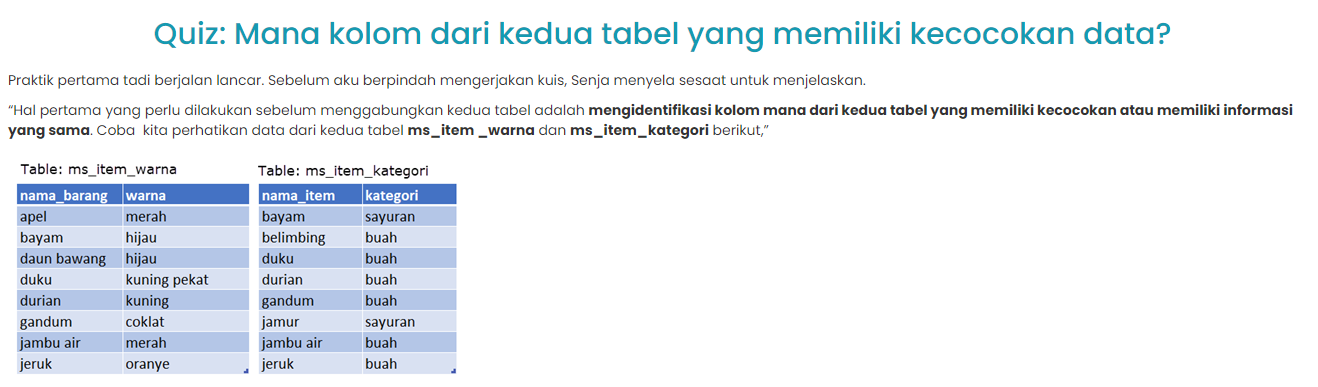 Quiz: Mana kolom dari kedua tabel yang memiliki kecocokan data?
Praktik pertama tadi berjalan lancar. Sebelum aku berpindah mengerjakan kuis, Senja menyela sesaat untuk menjelaskan.
“Hal pertama yang perlu dilakukan sebelum menggabungkan kedua tabel adalah mengidentifikasi kolom mana dari kedua tabel yang memiliki kecocokan atau memiliki informasi
yang sama. Coba kita perhatikan data dari kedua tabel ms_item _warna dan ms_item_kategori berikut,”
Table: ms_item_warna
nama_barang warna
apel merah
bayam hijau
daun bawang hijau
duku kuning pekat
durian kuning
gandum coklat
jambu air merah
jeruk oranye
Table: ms_item_kategori
nama_item kategori
bayam sayuran
belimbing buah
duku buah
durian buah
gandum buah
jamur sayuran
jambu air buah
jeruk buah